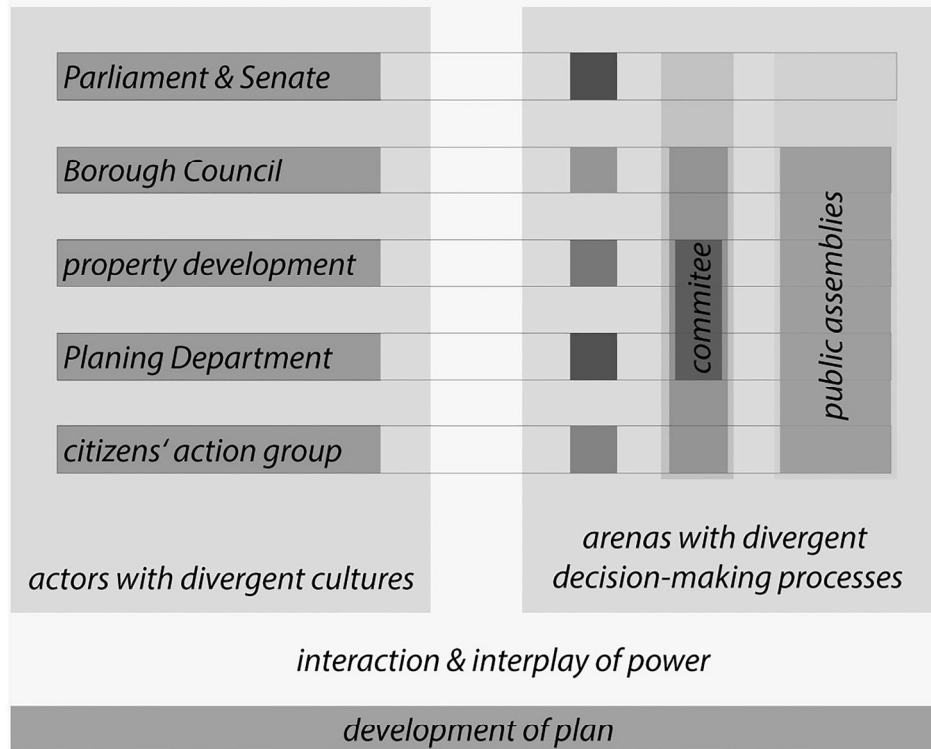 Parliament & Senate
Borough Council
property development
Planing Department
citizens‘ action group
commitee
public assemblies
actors with divergent cultures
arenas with divergent
decision-making processes
interaction & interplay of power
development of plan